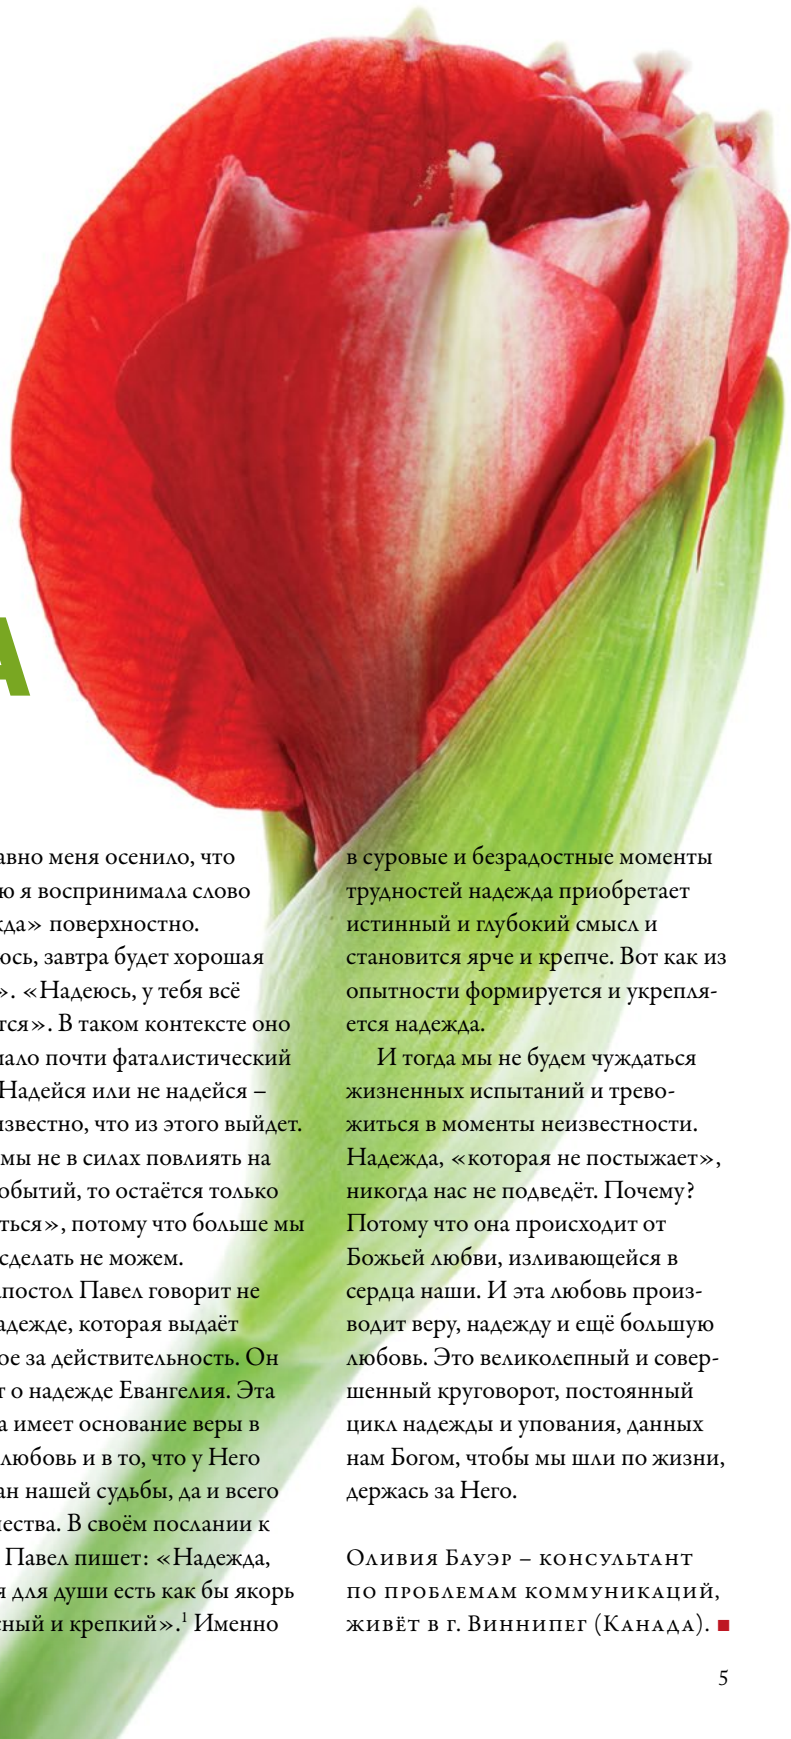 А
авно меня осенило, что
ю я воспринимала слово
жда» поверхностно.
юсь, завтра будет хорошая
». «Надеюсь, у тебя всё
тся». В таком контексте оно
мало почти фаталистический
Надейся или не надейся –
известно, что из этого выйдет.
мы не в силах повлиять на
обытий, то остаётся только
ться», потому что больше мы
сделать не можем.
апостол Павел говорит не
адежде, которая выдаёт
ое за действительность. Он
т о надежде Евангелия. Эта
а имеет основание веры в
любовь и в то, что у Него
ан нашей судьбы, да и всего
чества. В своём послании к
Павел пишет: «Надежда,
я для души есть как бы якорь
сный и крепкий».¹ Именно
в суровые и безрадостные моменты
трудностей надежда приобретает
истинный и глубокий смысл и
становится ярче и крепче. Вот как из
опытности формируется и укрепля-
ется надежда.
И тогда мы не будем чуждаться
жизненных испытаний и трево-
житься в моменты неизвестности.
Надежда, «которая не постыжает»,
никогда нас не подведёт. Почему?
Потому что она происходит от
Божьей любви, изливающейся в
сердца наши. И эта любовь произ-
водит веру, надежду и ещё большую
любовь. Это великолепный и совер-
шенный круговорот, постоянный
цикл надежды и упования, данных
нам Богом, чтобы мы шли по жизни,
держась за Него.
Оливия Бауэр – консультант
по проблемам коммуникаций,
живёт в г. Виннипег (Канада). ■
5